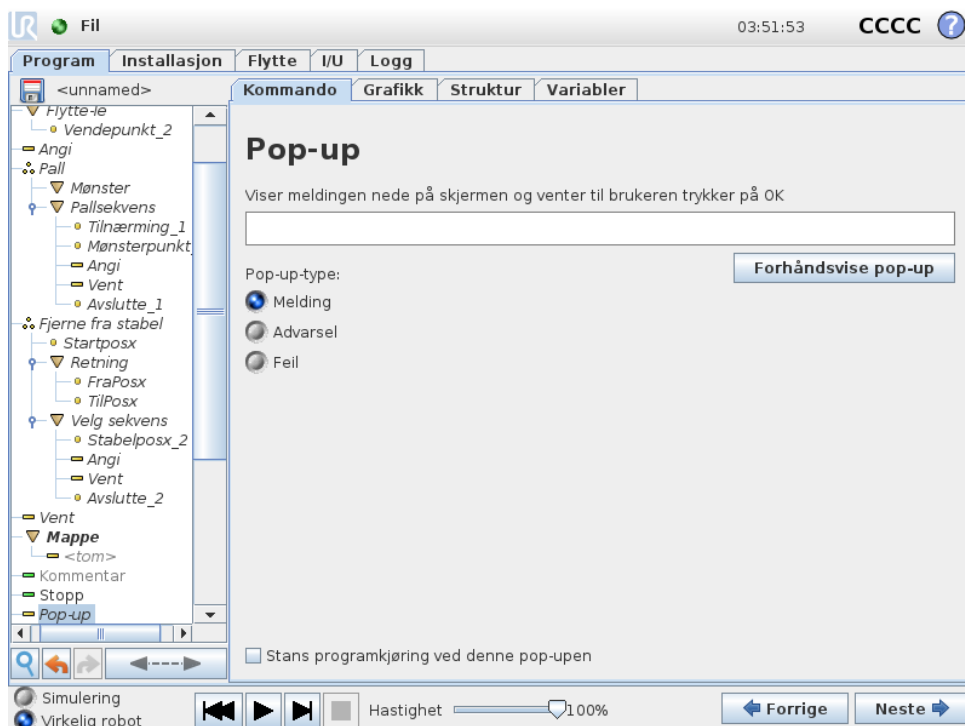 UR Fil 03:51:53 CCCC ?
Program Installasjon Flytte I/U Logg
<unnamed>
Kommando Grafikk Struktur Variabler
Flytte-le
Vendepunkt_2
Angi
Pall
Mønster
Pallsekvens
Tilnærming_1
Mønsterpunkt_
Angi
Vent
Avslutte_1
Fjerne fra stabel
Startposx
Retning
FraPosx
TilPosx
Velg sekvens
Stabelposx_2
Angi
Vent
Avslutte_2
Vent
Mappe
<tom>
Kommentar
Stopp
Pop-up
Pop-up
Viser meldingen nede på skjermen og venter til brukeren trykker på OK
Forhåndsvise pop-up
Pop-up-type:
Melding
Advarsel
Feil
Stans programkjøring ved denne pop-upen
Simulering
Virkelig robot
Hastighet 100%
Forrige Neste